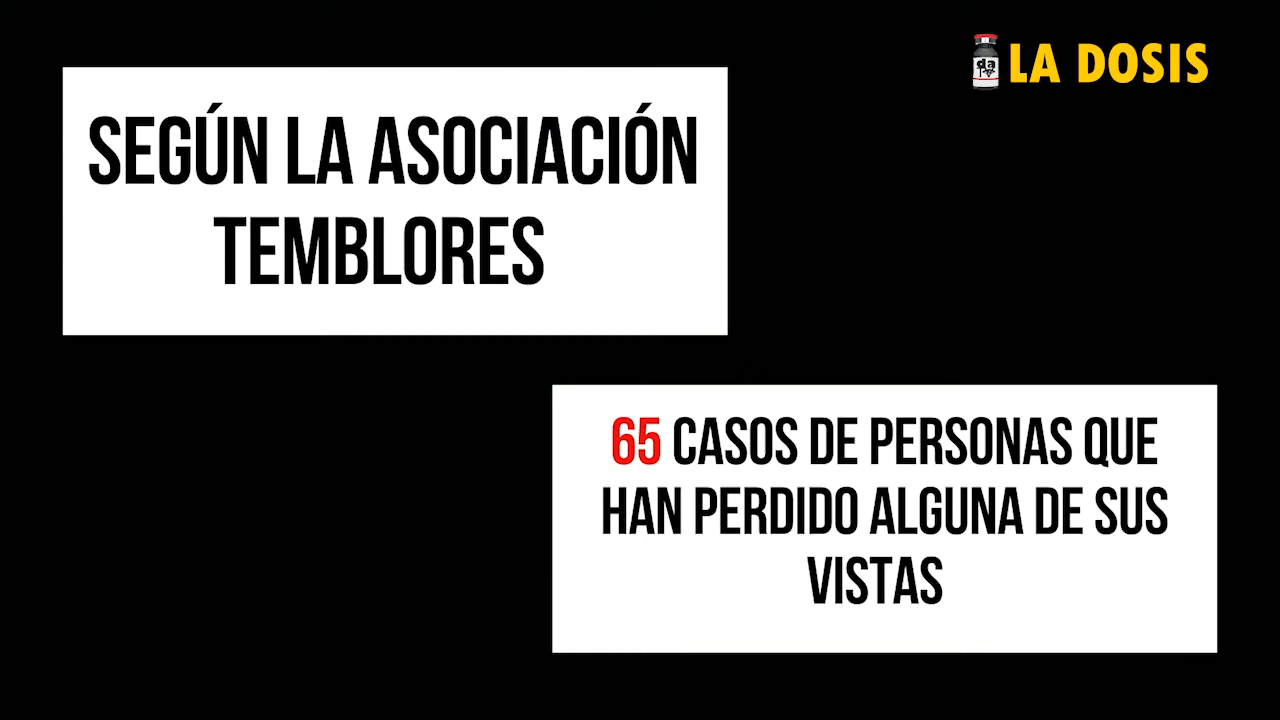 LA DOSIS
SEGÚN LA ASOCIACIÓN
TEMBLORES
65 CASOS DE PERSONAS QUE
HAN PERDIDO ALGUNA DE SUS
VISTAS